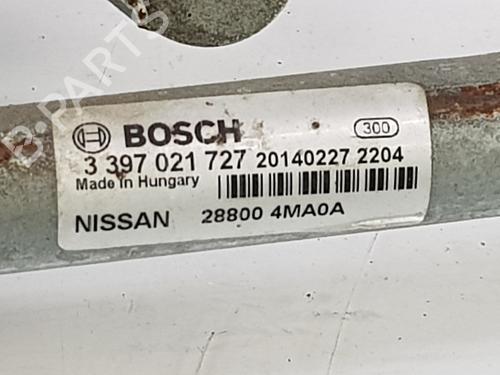 BOSCH
300
3 397 021 727 20140227 2204
Made in Hungary
NISSAN 28800 4MA0A
B-PARTS